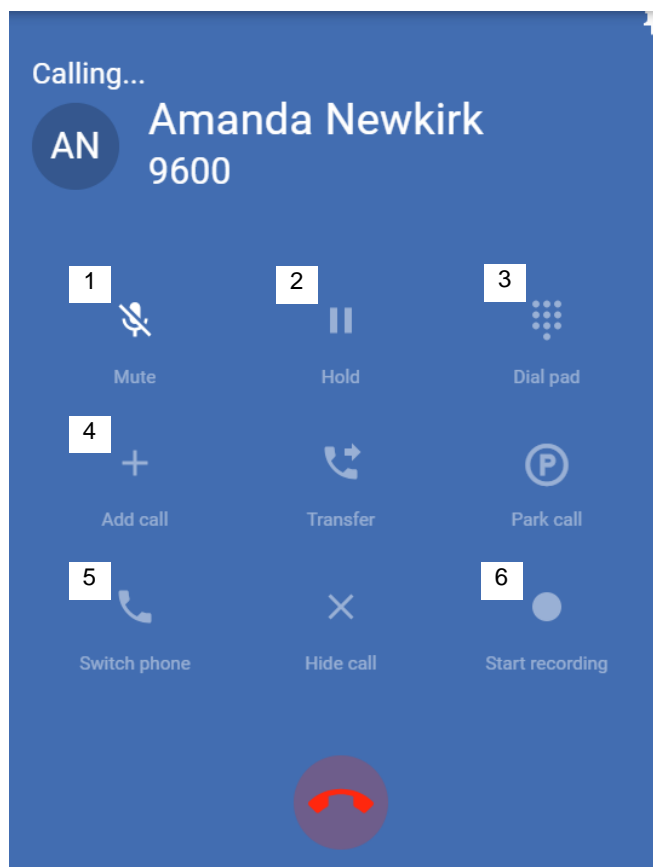 Calling...
AN
Amanda Newkirk
9600
1
2
3
Mute
Hold
Dial pad
4
P
Add call
Transfer
Park call
5
6
Switch phone
Hide call
Start recording